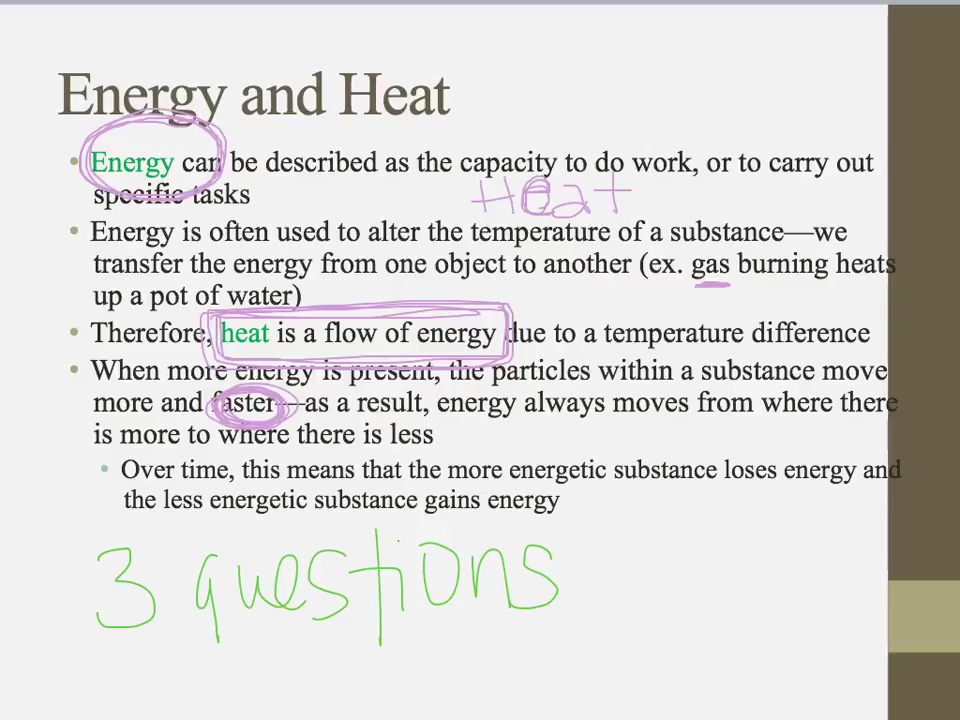 Energy and Heat
• Energy can be described as the capacity to do work, or to carry out
specific tasks
Heat
• Energy is often used to alter the temperature of a substance—we
transfer the energy from one object to another (ex. gas burning heats
up a pot of water)
• Therefore, heat is a flow of energy due to a temperature difference
• When more energy is present, the particles within a substance move
more and faster—as a result, energy always moves from where there
is more to where there is less
• Over time, this means that the more energetic substance loses energy and
the less energetic substance gains energy
3 questions